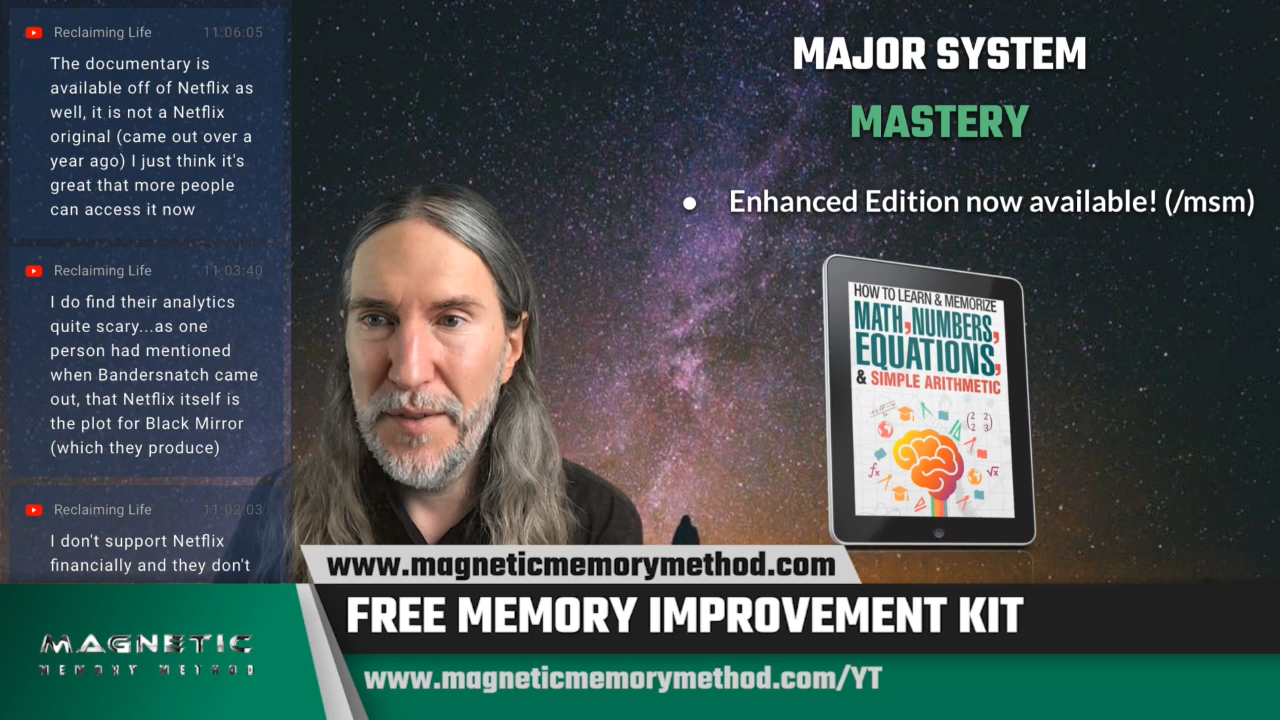 Reclaiming Life 11:06:05
The documentary is
available off of Netflix as
well, it is not a Netflix
original (came out over a
year ago) I just think it's
great that more people
can access it now
Reclaiming Life 11:03:40
I do find their analytics
quite scary...as one
person had mentioned
when Bandersnatch came
out, that Netflix itself is
the plot for Black Mirror
(which they produce)
Reclaiming Life 11:02:03
I don't support Netflix
financially and they don't
MAJOR SYSTEM
MASTERY
• Enhanced Edition now available! (/msm)
HOW TO LEARN & MEMORIZE
MATH, NUMBERS,
EQUATIONS,
& SIMPLE ARITHMETIC
(2 2
2 3)
fx
√x
www.magneticmemorymethod.com
FREE MEMORY IMPROVEMENT KIT
www.magneticmemorymethod.com/YT
MAGNETIC
MEMORY METHOD